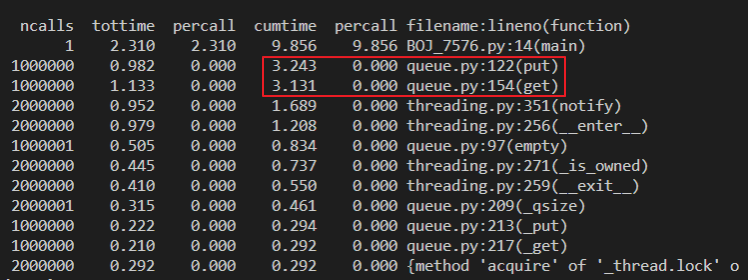 ncalls tottime percall cumtime percall filename:lineno(function)
1 2.310 2.310 9.856 9.856 BOJ_7576.py:14(main)
1000000 0.982 0.000 3.243 0.000 queue.py:122(put)
1000000 1.133 0.000 3.131 0.000 queue.py:154(get)
2000000 0.952 0.000 1.689 0.000 threading.py:351(notify)
2000000 0.979 0.000 1.208 0.000 threading.py:256(__enter__)
1000001 0.505 0.000 0.834 0.000 queue.py:97(empty)
2000000 0.445 0.000 0.737 0.000 threading.py:271(_is_owned)
2000000 0.410 0.000 0.550 0.000 threading.py:259(__exit__)
2000001 0.315 0.000 0.461 0.000 queue.py:209(_qsize)
1000000 0.222 0.000 0.294 0.000 queue.py:213(_put)
1000000 0.210 0.000 0.292 0.000 queue.py:217(_get)
2000000 0.292 0.000 0.292 0.000 {method 'acquire' of '_thread.lock' o